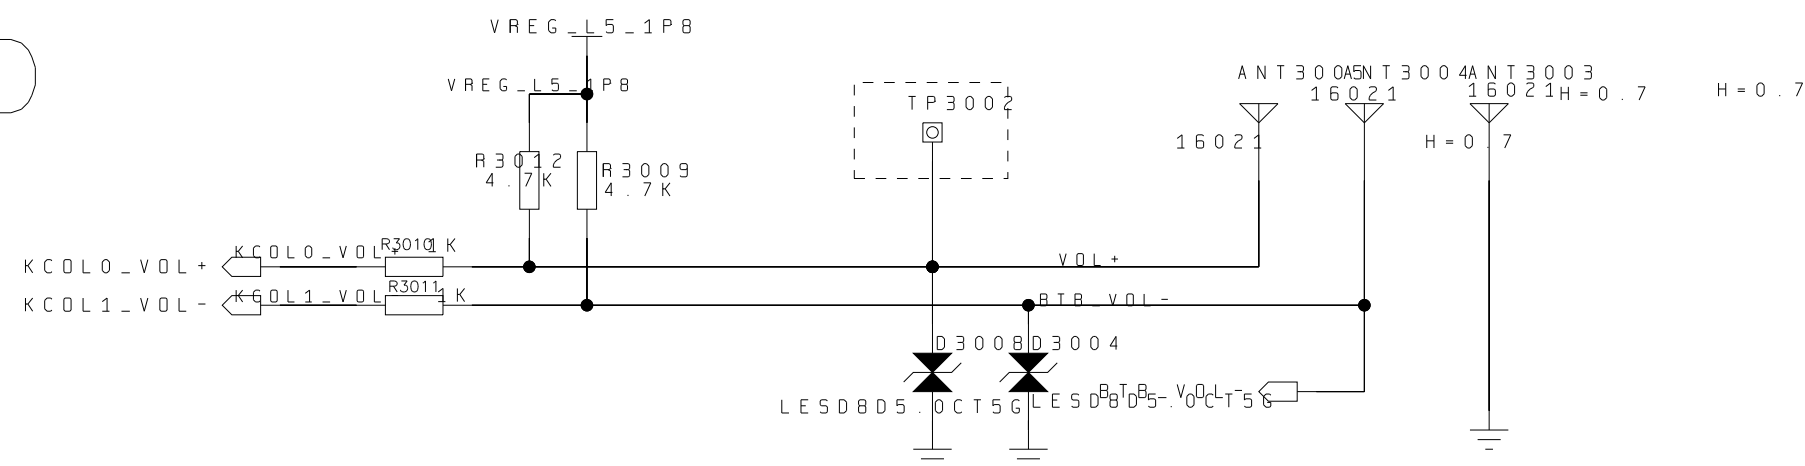 VREG_L5_1P8
VREG_L5_1P8
ANT3005 ANT3004 ANT3003
16021 16021 H=0.7 H=0.7
TP3002
16021 H=0.7
R3012 R3009
4.7K 4.7K
KCOL0_VOL+ KCOL0_VOL+ R3010 1K VOL+
KCOL1_VOL- KCOL1_VOL- R3011 1K BTB_VOL-
D3008 D3004
BTB_VOL-
LESD8D5.0CT5G LESD8D5.0CT5G